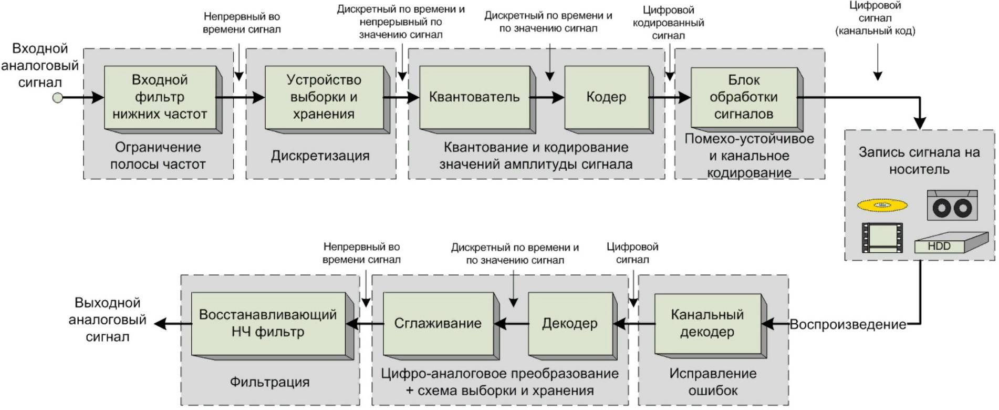 Входной
аналоговый
сигнал
Входной
фильтр
нижних частот
Ограничение
полосы частот
Непрервный во
времени сигнал
Устройство
выборки и
хранения
Дискретизация
Дискретный по времени и
непрерывный по
значению сигнал
Квантователь
Дискретный по времени и
по значению сигнал
Кодер
Квантование и кодирование
значений амплитуды сигнала
Цифровой
кодированный
сигнал
Блок
обработки
сигналов
Помехо-устойчивое
и канальное
кодирование
Цифровой
сигнал
(канальный код)
Запись сигнала на
носитель
HDD
Воспроизведение
Канальный
декодер
Исправление
ошибок
Цифровой
сигнал
Декодер
Дискретный по времени и
по значению сигнал
Сглаживание
Цифро-аналоговое преобразование
+ схема выборки и хранения
Непрервный во
времени сигнал
Восстанавливающий
НЧ фильтр
Фильтрация
Выходной
аналоговый
сигнал